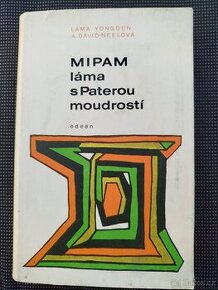 LAMA YONGDEN
A. DAVID-NEELOVÁ
MIPAM
láma
s Paterou
moudrostí
odeon